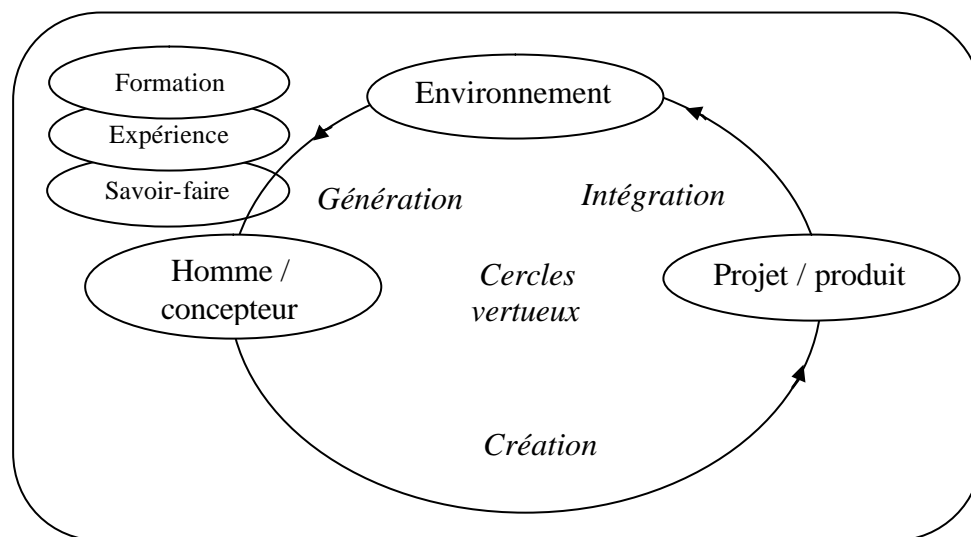 Formation
Expérience
Savoir-faire
Environnement
Génération
Intégration
Homme /
concepteur
Cercles
vertueux
Projet / produit
Création